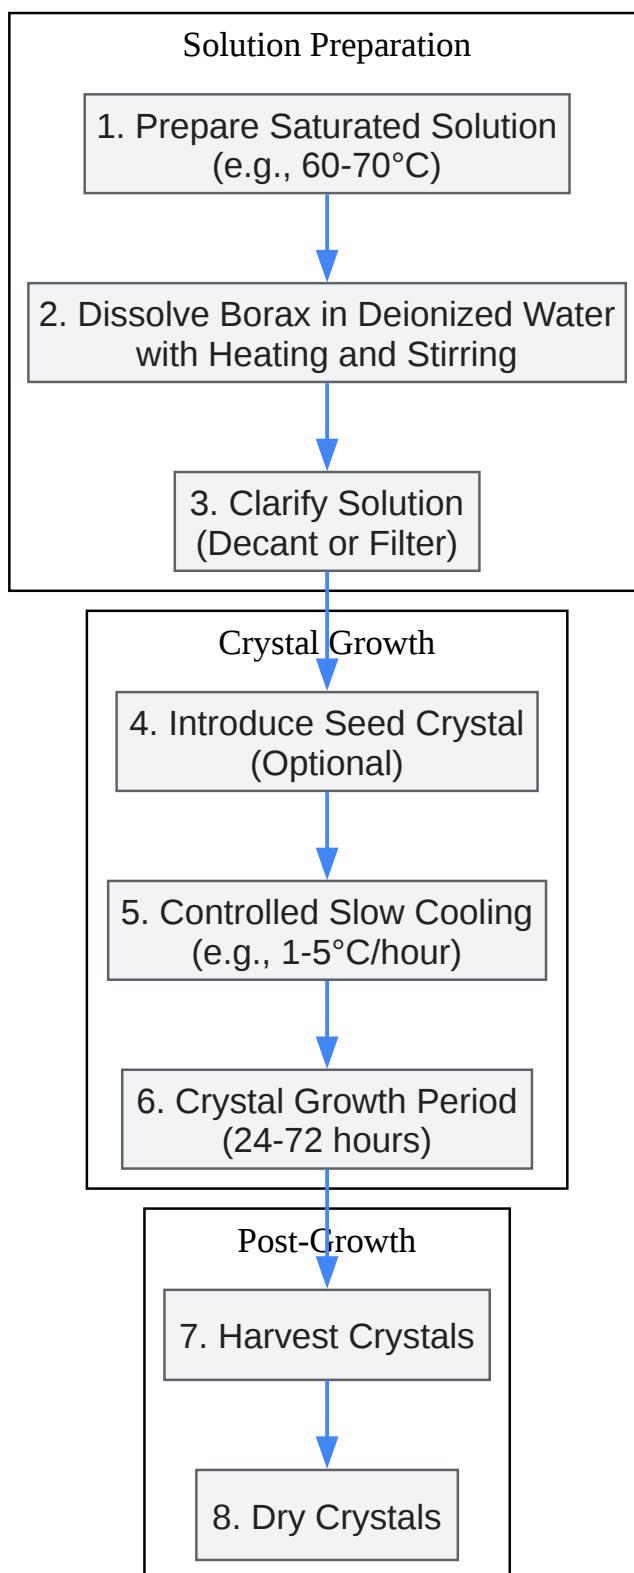 Solution Preparation
1. Prepare Saturated Solution
(e.g., 60-70°C)
2. Dissolve Borax in Deionized Water
with Heating and Stirring
3. Clarify Solution
(Decant or Filter)
Crystal Growth
4. Introduce Seed Crystal
(Optional)
5. Controlled Slow Cooling
(e.g., 1-5°C/hour)
6. Crystal Growth Period
(24-72 hours)
Post-Growth
7. Harvest Crystals
8. Dry Crystals